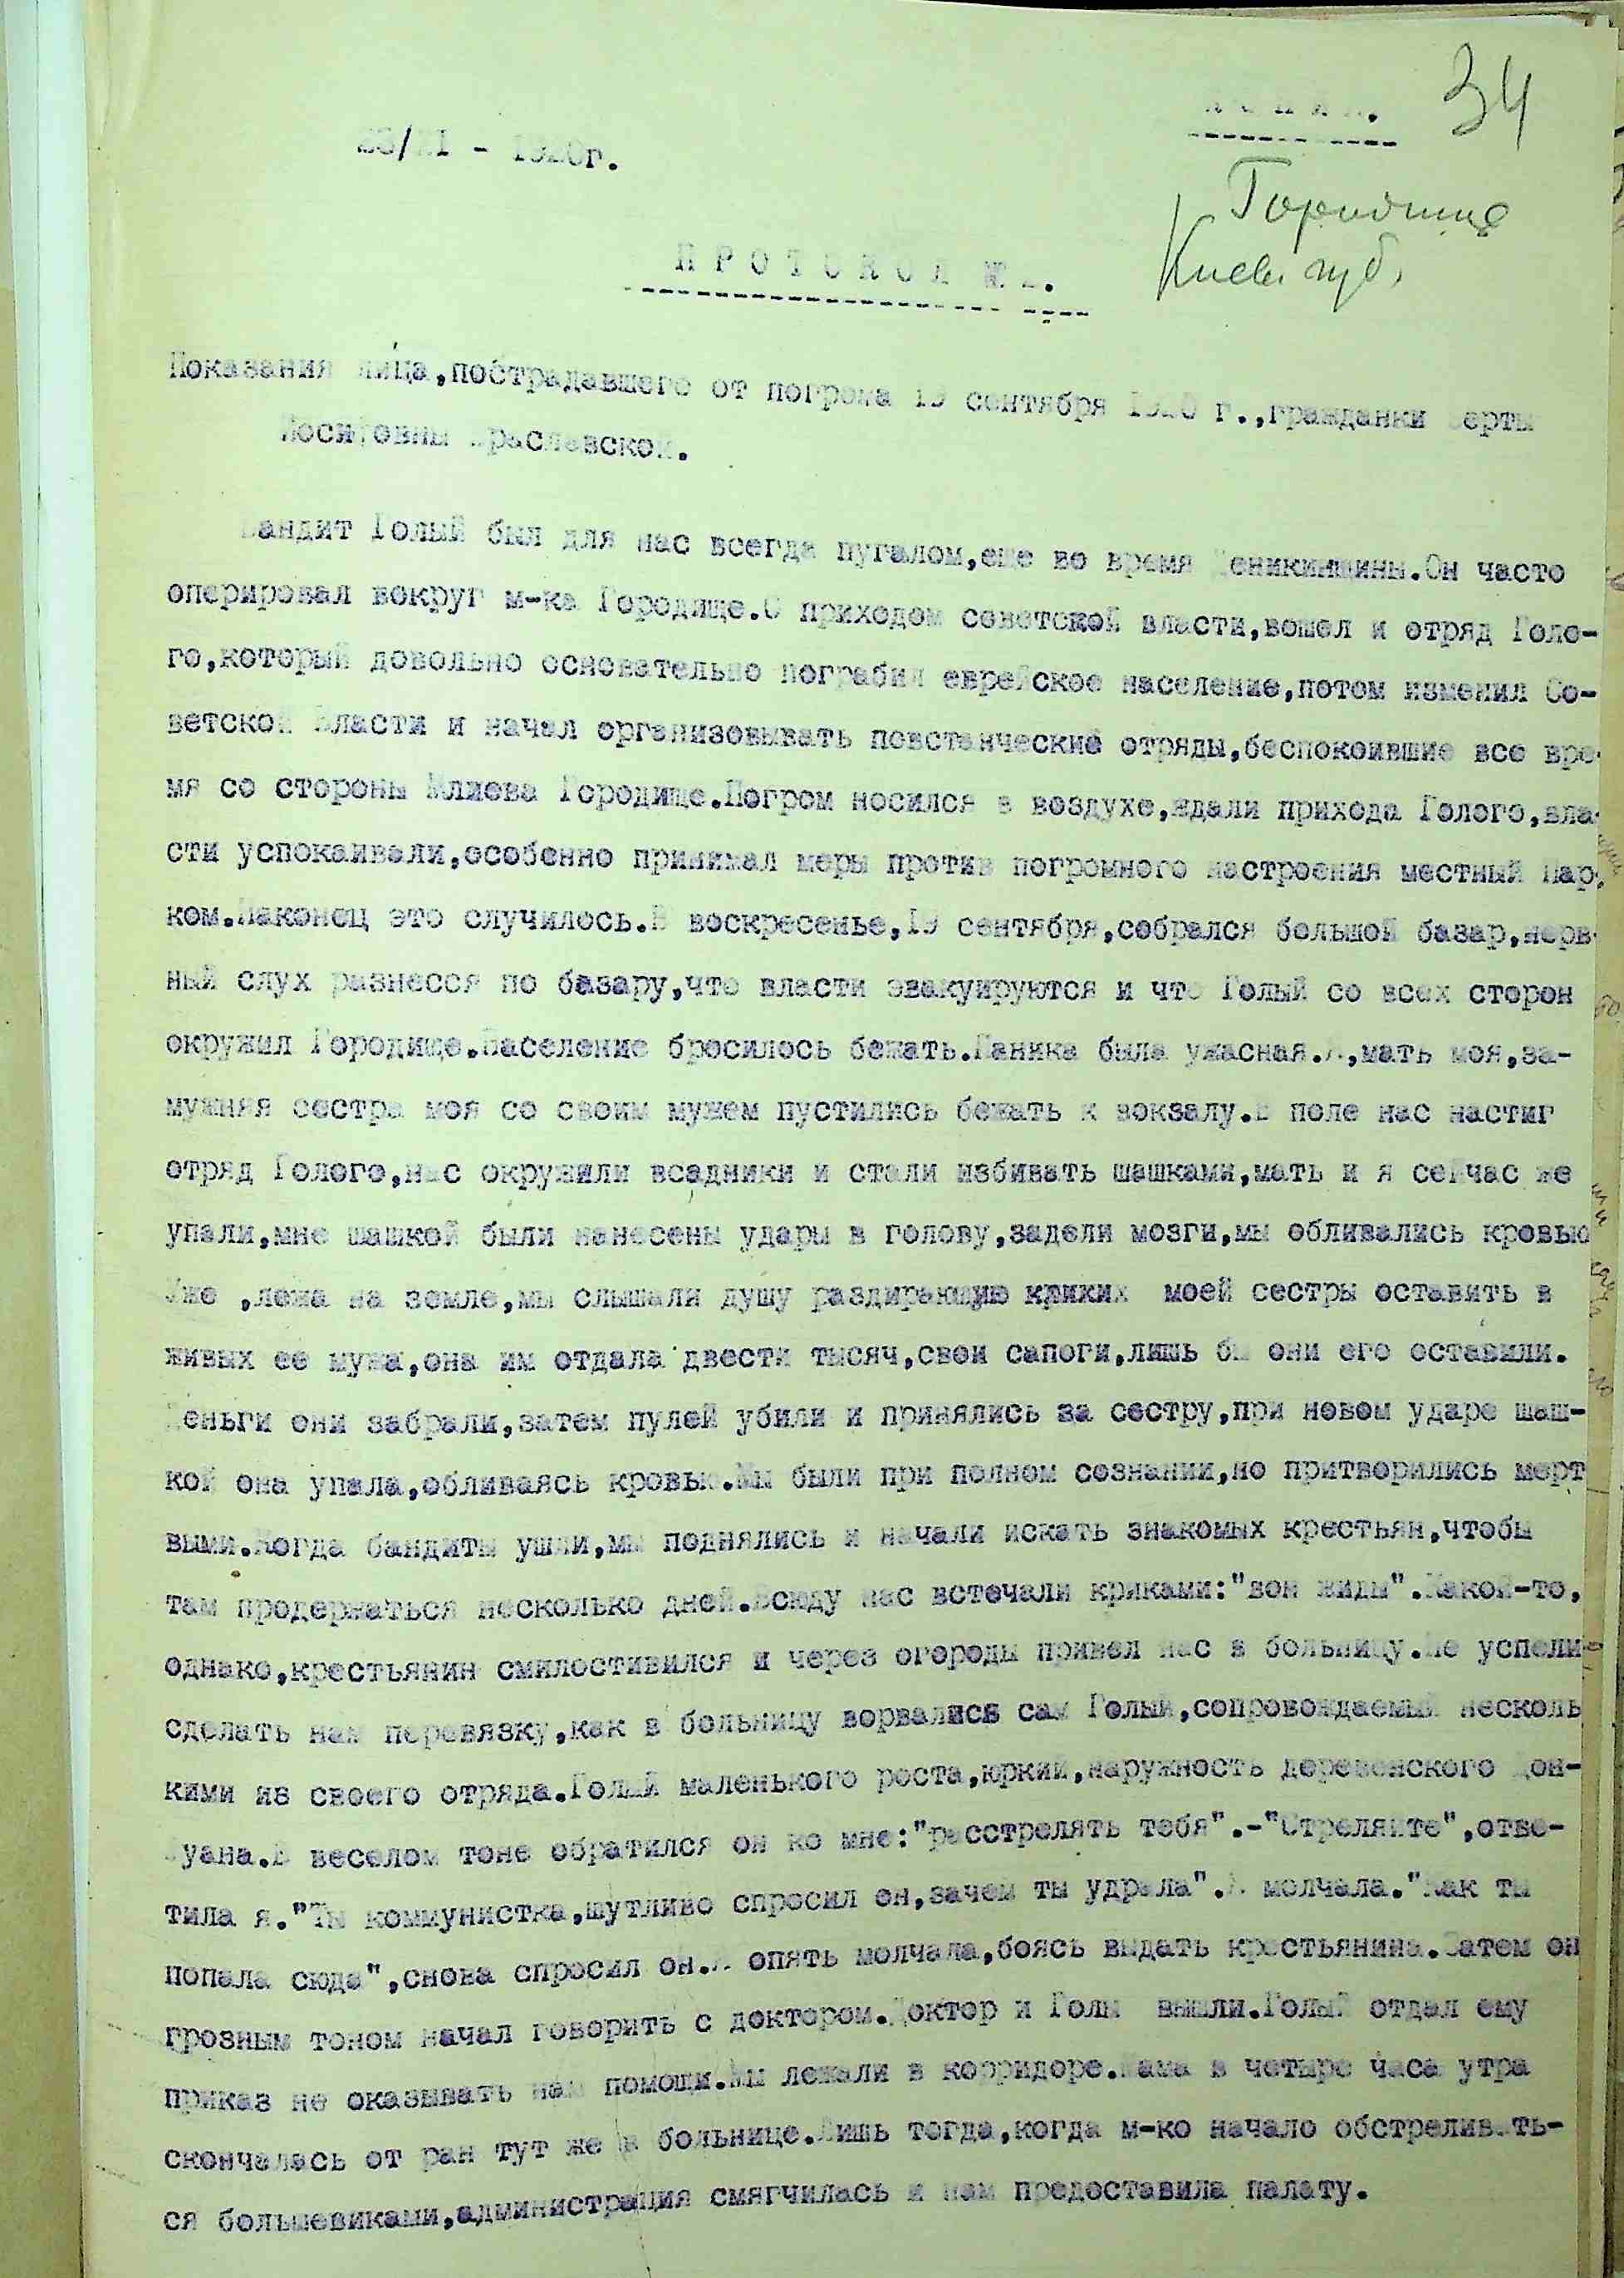 34
1920г.
Городище
Киев. губ.
ПРОТОКОЛ №
Показания лица,пострадавшего от погрома 19 сентября 1920 г.,гражданки Берты
Иосифовны
Бандит Голый был для нас всегда пугалом,еще во время Деникинщины.Он часто
оперировал вокруг м-ка Городище.С приходом советской власти,вошел и отряд Голо-
го,который довольно основательно пограбил еврейское население,потом изменил Со-
ветской Власти и начал организовывать повстанческие отряды,беспокоившие все вре-
мя со стороны Млиева Городище.Погром носился в воздухе,ждали прихода Голого,вла-
сти успокаивали,особенно принимал меры против погромного настроения местный Пар-
ком.Наконец это случилось.В воскресенье,19 сентября,собрался большой базар,нерв-
ный слух разнесся по базару,что власти эвакуируются и что Голый со всех сторон
окружил Городище.Население бросилось бежать.Паника была ужасная.Я,мать моя,за-
мужняя сестра моя со своим мужем пустились бежать к вокзалу.В поле нас настиг
отряд Голого,нас окружили всадники и стали избивать шашками,мать и я сейчас же
упали,мне шашкой были нанесены удары в голову,задели мозги,мы обливались кровью
Уже ,лежа на земле,мы слышали душу раздирающую крики моей сестры оставить в
живых ее мужа,она им отдала двести тысяч,свои сапоги,лишь бы они его оставили.
Деньги они забрали,затем пулей убили и принялись за сестру,при новом ударе шаш-
кой она упала,обливаясь кровью.Мы были при полном сознании,но притворились мерт
выми.Когда бандиты ушли,мы поднялись и начали искать знакомых крестьян,чтобы
там продержаться несколько дней.Всюду нас встечали криками:"вон жиды".Какой-то,
однако,крестьянин смилостивился и через огороды привел нас в больницу.Не успели
сделать нам перевязку,как в больницу ворвались сам Голый,сопровождаемый несколь
кими из своего отряда.Голый маленького роста,юркий,наружность деревенского Дон-
Жуана.В веселом тоне обратился он ко мне:"расстрелять тебя".-"Стреляйте",отве-
тила я."Ты коммунистка,шутливо спросил он,зачем ты удрала".Я молчала."Как ты
попала сюда",снова спросил он.Я опять молчала,боясь выдать крестьянина.Затем он
грозным тоном начал говорить с доктором.Доктор и Голы вышли.Голый отдал ему
приказ не оказывать нам помощи.Мы лежали в корридоре.Мама в четыре часа утра
скончалась от ран тут же в больнице.Лишь тогда,когда м-ко начало обстреливать-
ся большевиками,администрация смягчилась и нам предоставила палату.